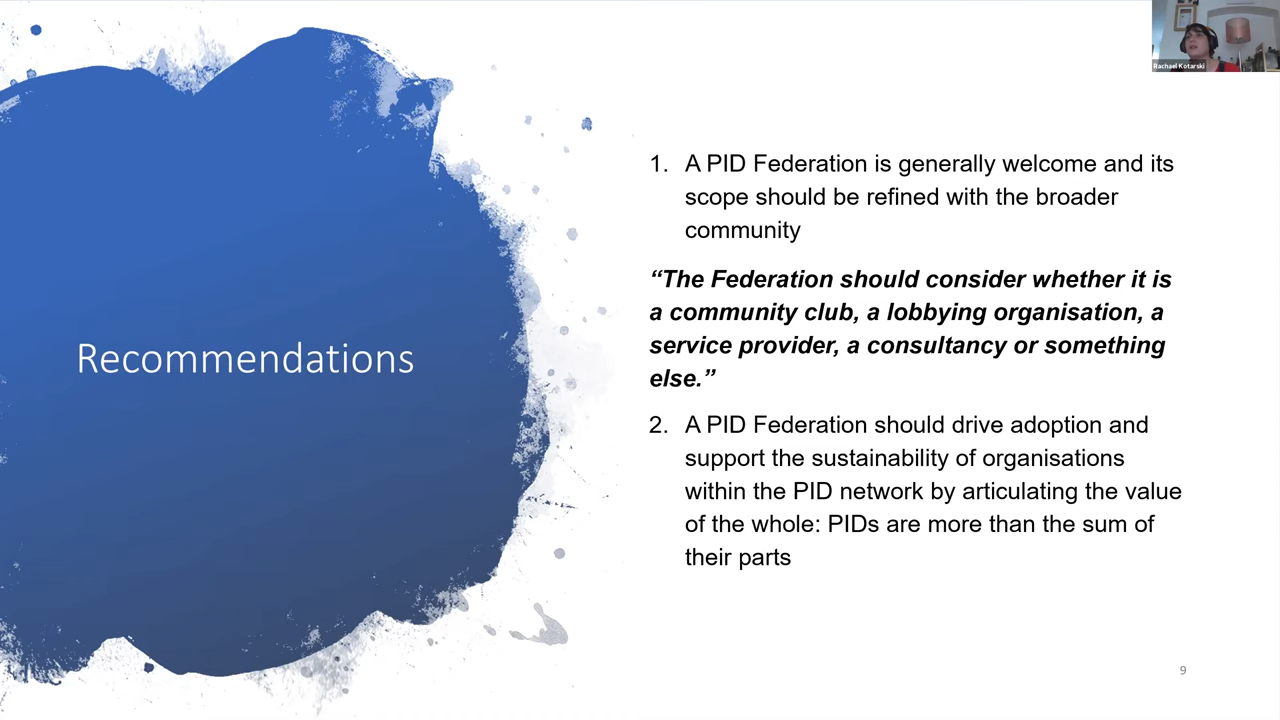 Rachael Kotarski
Recommendations
1. A PID Federation is generally welcome and its
scope should be refined with the broader
community
“The Federation should consider whether it is
a community club, a lobbying organisation, a
service provider, a consultancy or something
else.”
2. A PID Federation should drive adoption and
support the sustainability of organisations
within the PID network by articulating the value
of the whole: PIDs are more than the sum of
their parts
9